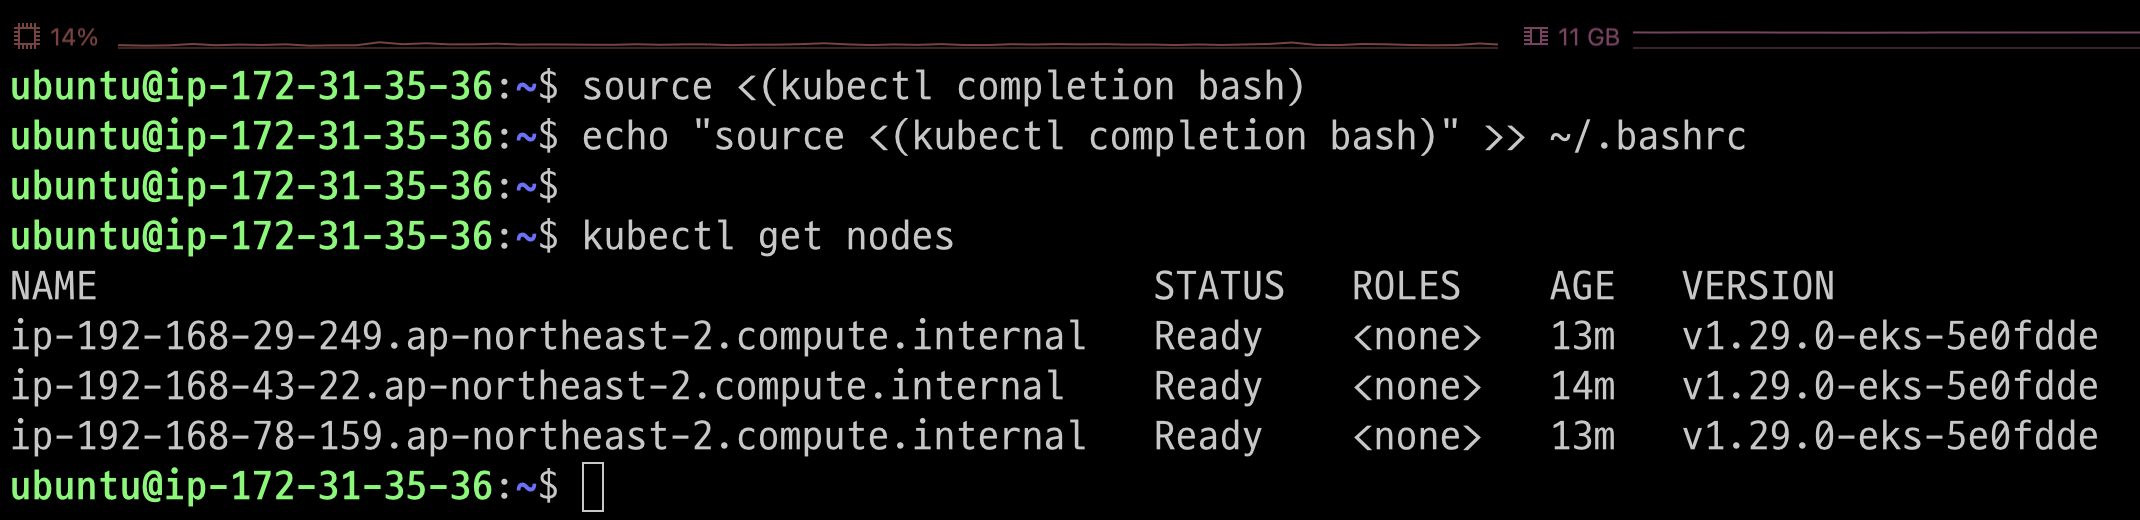 14% 11 GB
ubuntu@ip-172-31-35-36:~$ source <(kubectl completion bash)
ubuntu@ip-172-31-35-36:~$ echo "source <(kubectl completion bash)" >> ~/.bashrc
ubuntu@ip-172-31-35-36:~$
ubuntu@ip-172-31-35-36:~$ kubectl get nodes
NAME STATUS ROLES AGE VERSION
ip-192-168-29-249.ap-northeast-2.compute.internal Ready <none> 13m v1.29.0-eks-5e0fdde
ip-192-168-43-22.ap-northeast-2.compute.internal Ready <none> 14m v1.29.0-eks-5e0fdde
ip-192-168-78-159.ap-northeast-2.compute.internal Ready <none> 13m v1.29.0-eks-5e0fdde
ubuntu@ip-172-31-35-36:~$